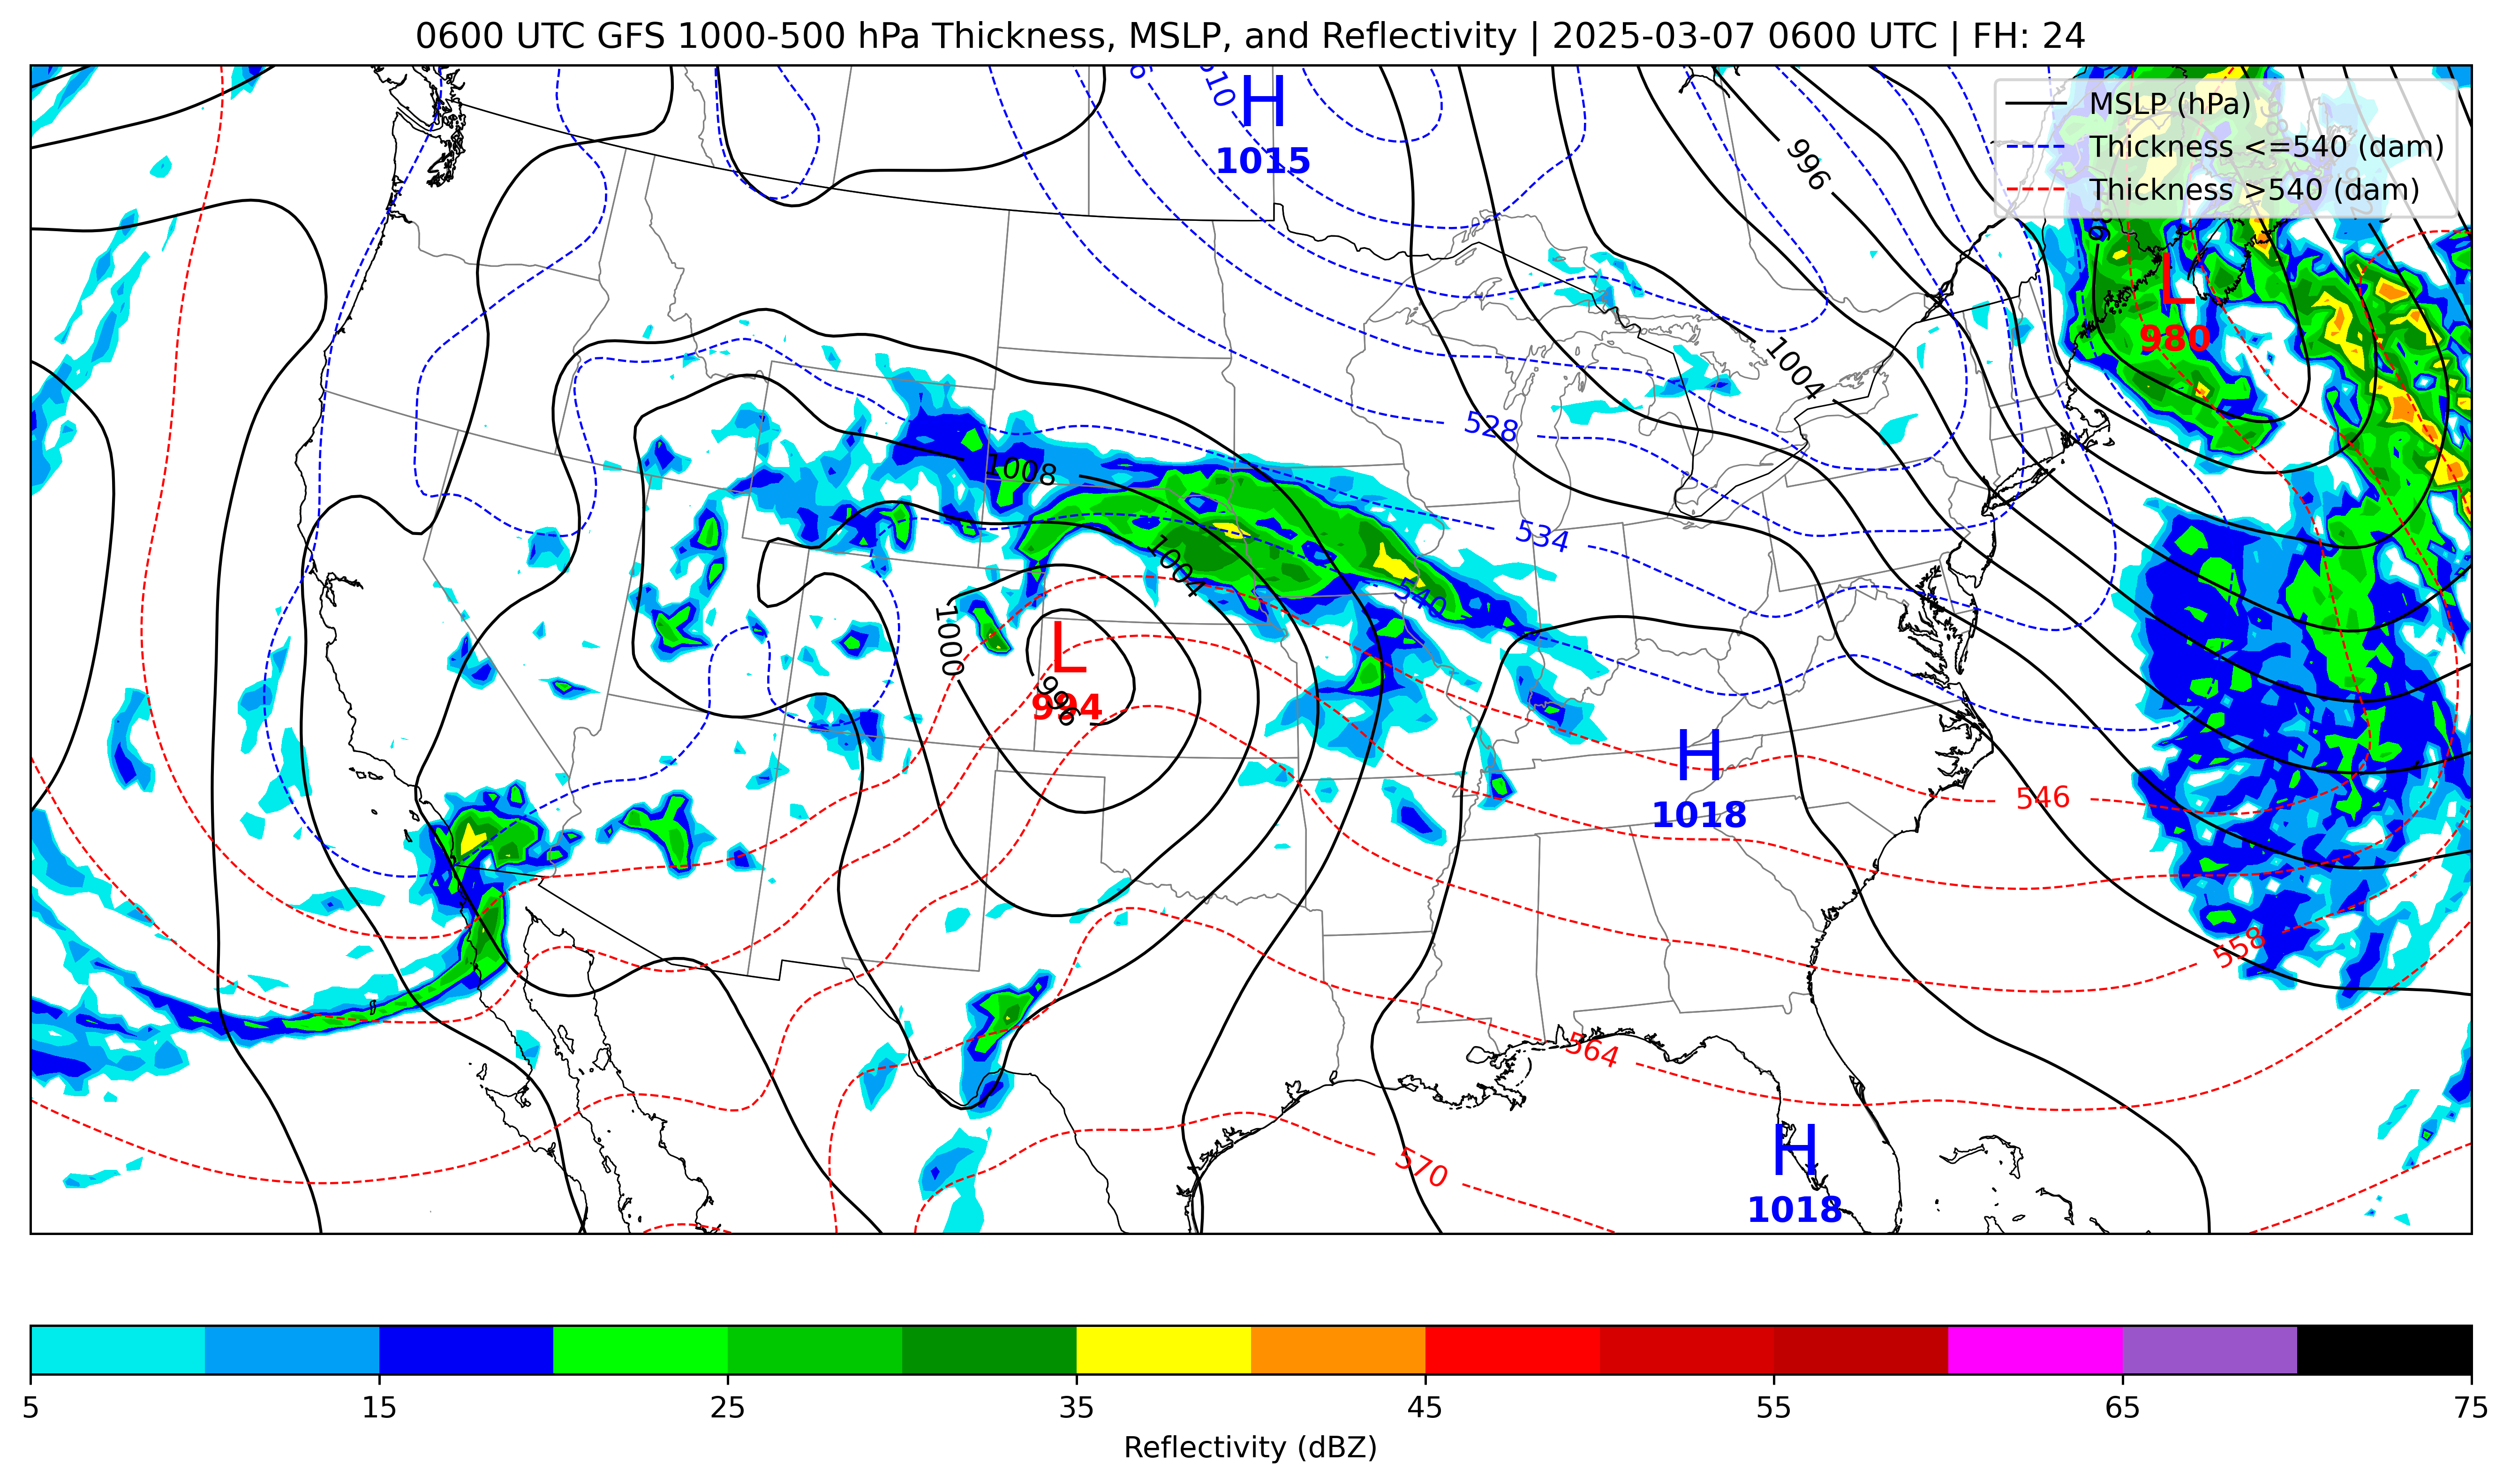 0600 UTC GFS 1000-500 hPa Thickness, MSLP, and Reflectivity | 2025-03-07 0600 UTC | FH: 24
MSLP (hPa)
Thickness <=540 (dam)
Thickness >540 (dam)
510
H
1015
996
L
980
1004
528
1008
534
1004
540
1000
L
994
996
H
1018
546
558
564
570
H
1018
5 15 25 35 45 55 65 75
Reflectivity (dBZ)